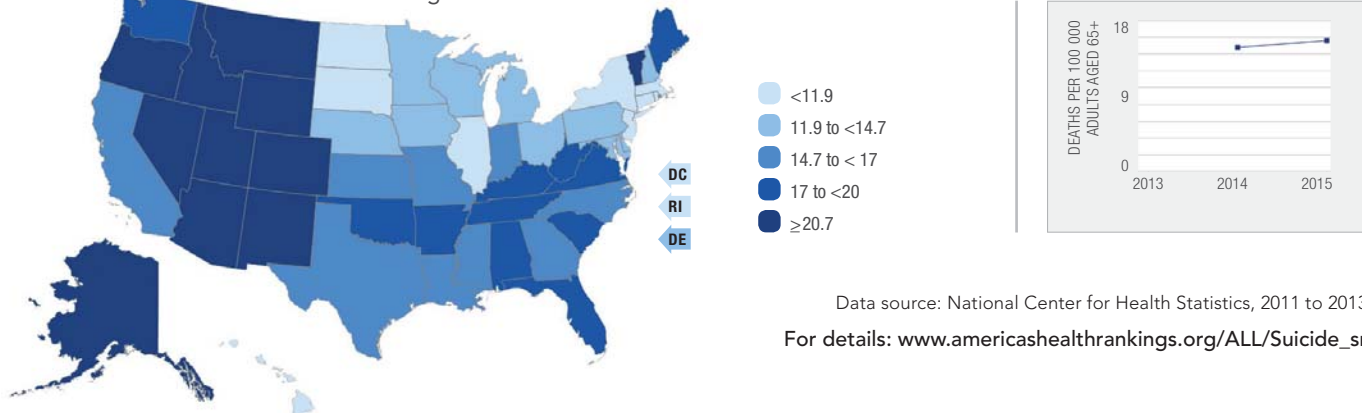 DC
RI
DE
<11.9
11.9 to <14.7
14.7 to < 17
17 to <20
≥20.7
DEATHS PER 100 000
ADULTS AGED 65+
18
9
0
2013 2014 2015
Data source: National Center for Health Statistics, 2011 to 2013
For details: www.americashealthrankings.org/ALL/Suicide_sr